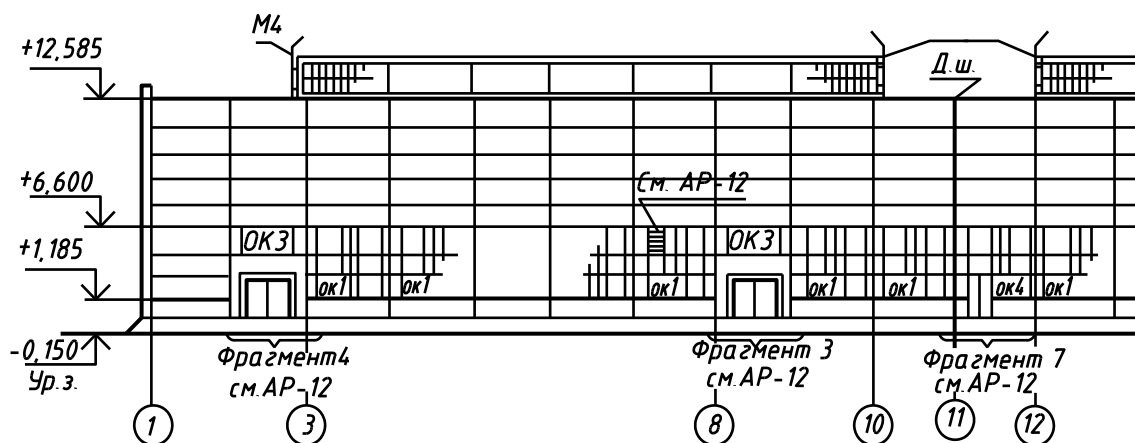 М4
+12,585
Д.ш.
+6,600
См. АР-12
+1,185
ОК3
ОК3
ок1
ок1
ок1
ок1
ок1
ок4
ок1
-0,150
Ур.з.
Фрагмент4
см.АР-12
Фрагмент 3
см.АР-12
Фрагмент 7
см.АР-12
1
3
8
10
11
12